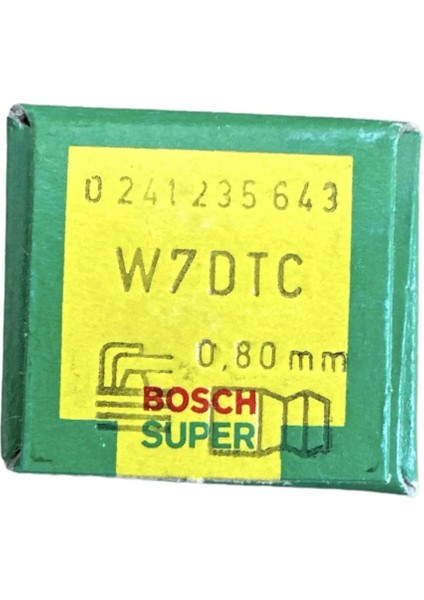 0 241 235 643
W7DTC
0,80 mm
BOSCH
SUPER